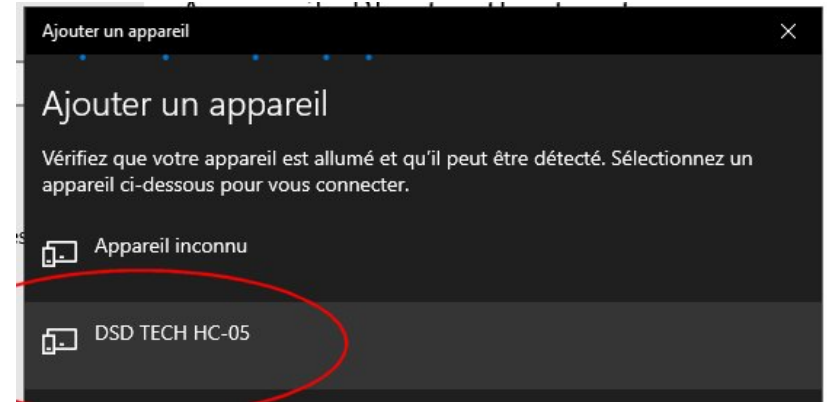 Ajouter un appareil
Ajouter un appareil
Vérifiez que votre appareil est allumé et qu'il peut être détecté. Sélectionnez un
appareil ci-dessous pour vous connecter.
Appareil inconnu
DSD TECH HC-05